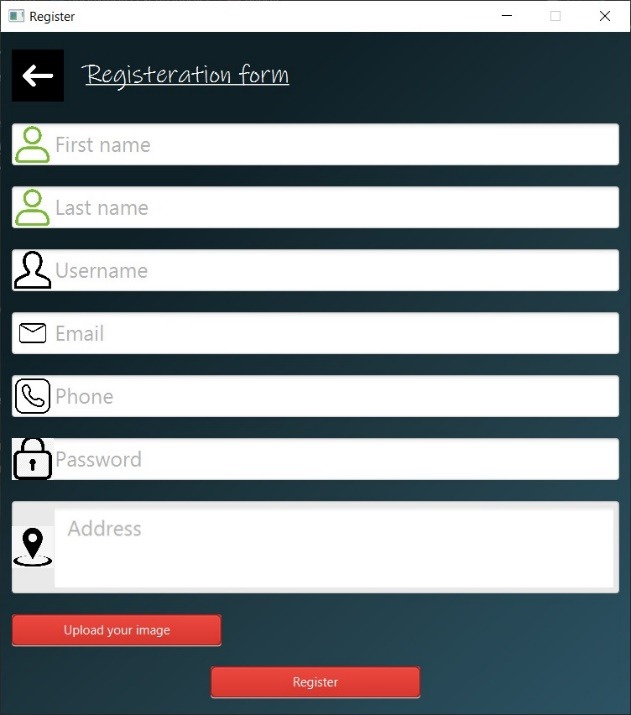 Register
Registeration form
First name
Last name
Username
Email
Phone
Password
Address
Upload your image
Register